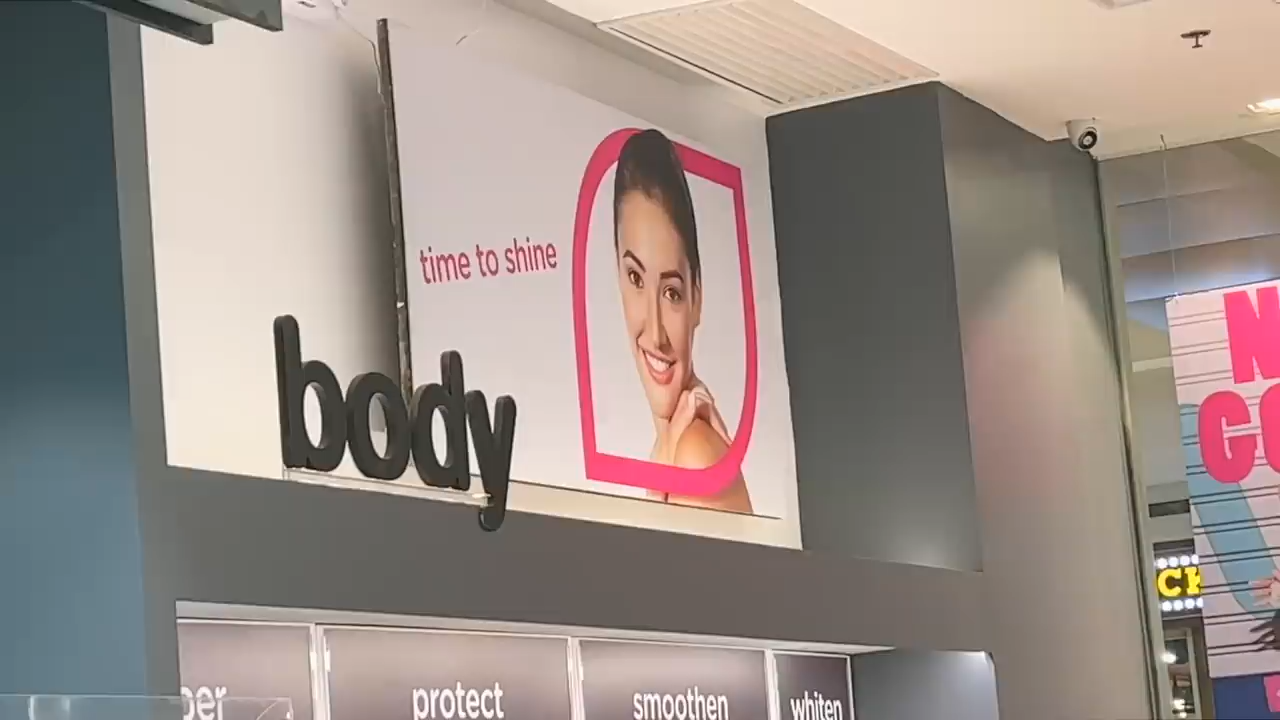 time to shine
body
protect
smoothen
whiten